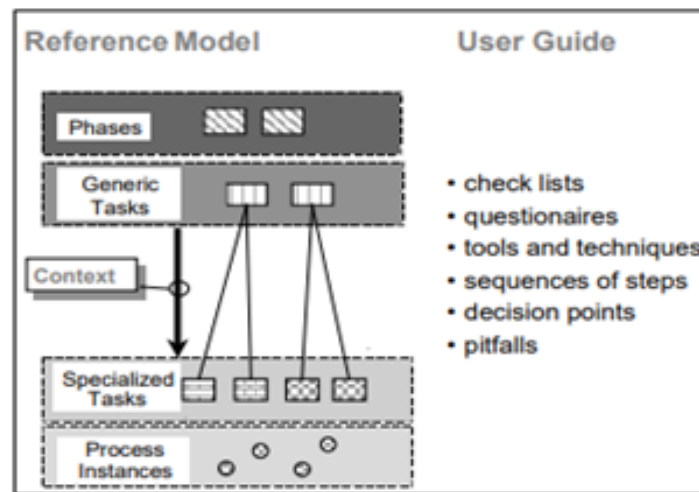 Reference Model
User Guide
Phases
Generic
Tasks
Context
Specialized
Tasks
Process
Instances
• check lists
• questionaires
• tools and techniques
• sequences of steps
• decision points
• pitfalls